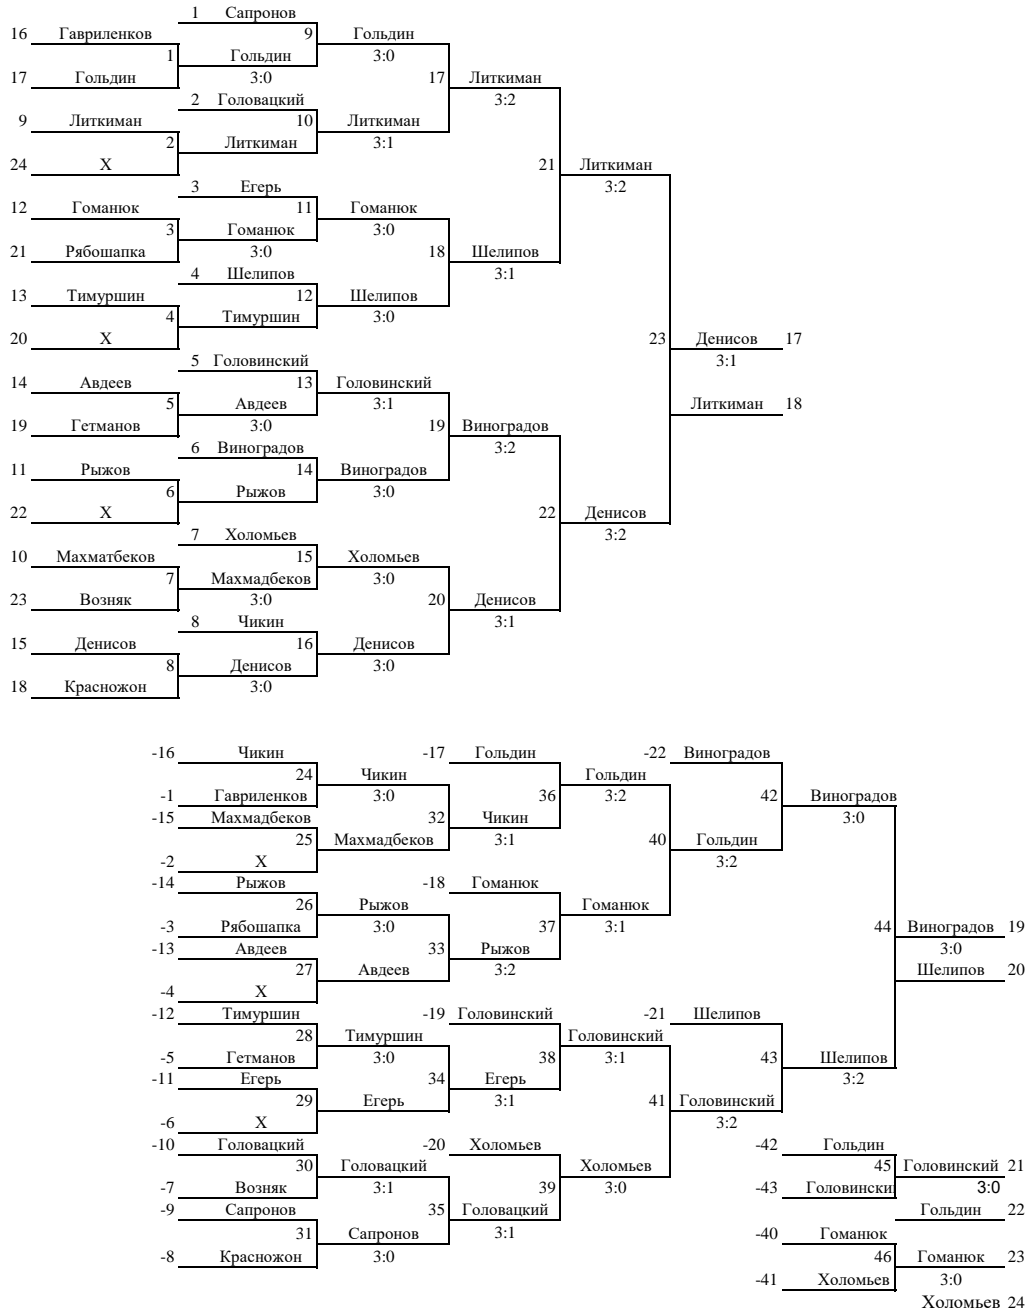 1 Сапронов
16 Гавриленков 9 Гольдин
1 Гольдин 3:0
17 Гольдин 3:0 17 Литкиман
2 Головацкий 3:2
9 Литкиман 10 Литкиман
2 Литкиман 3:1
24 Х 21 Литкиман
3 Егерь 3:2
12 Гоманюк 11 Гоманюк
3 Гоманюк 3:0
21 Рябошапка 3:0 18 Шелипов
4 Шелипов 3:1
13 Тимуршин 12 Шелипов
4 Тимуршин 3:0
20 Х 23 Денисов 17
5 Головинский 3:1
14 Авдеев 13 Головинский
5 Авдеев 3:1 Литкиман 18
19 Гетманов 3:0 19 Виноградов
6 Виноградов 3:2
11 Рыжов 14 Виноградов
6 Рыжов 3:0
22 Х 22 Денисов
7 Холомьев 3:2
10 Махматбеков 15 Холомьев
7 Махмадбеков 3:0
23 Возняк 3:0 20 Денисов
8 Чикин 3:1
15 Денисов 16 Денисов
8 Денисов 3:0
18 Красножон 3:0
-16 Чикин -17 Гольдин -22 Виноградов
24 Чикин Гольдин
-1 Гавриленков 3:0 36 3:2 42 Виноградов
-15 Махмадбеков 32 Чикин 3:0
25 Махмадбеков 3:1 40 Гольдин
-2 Х 3:2
-14 Рыжов -18 Гоманюк
26 Рыжов Гоманюк
-3 Рябошапка 3:0 37 3:1 44 Виноградов 19
-13 Авдеев 33 Рыжов 3:0
27 Авдеев 3:2 Шелипов 20
-4 Х
-12 Тимуршин -19 Головинский -21 Шелипов
28 Тимуршин Головинский
-5 Гетманов 3:0 38 3:1 43 Шелипов
-11 Егерь 34 Егерь 3:2
29 Егерь 3:1 41 Головинский
-6 Х 3:2
-10 Головацкий -20 Холомьев -42 Гольдин
30 Головацкий Холомьев 45 Головинский 21
-7 Возняк 3:1 39 3:0 -43 Головински 3:0
-9 Сапронов 35 Головацкий Гольдин 22
31 Сапронов 3:1 -40 Гоманюк
-8 Красножон 3:0 46 Гоманюк 23
-41 Холомьев 3:0
Холомьев 24